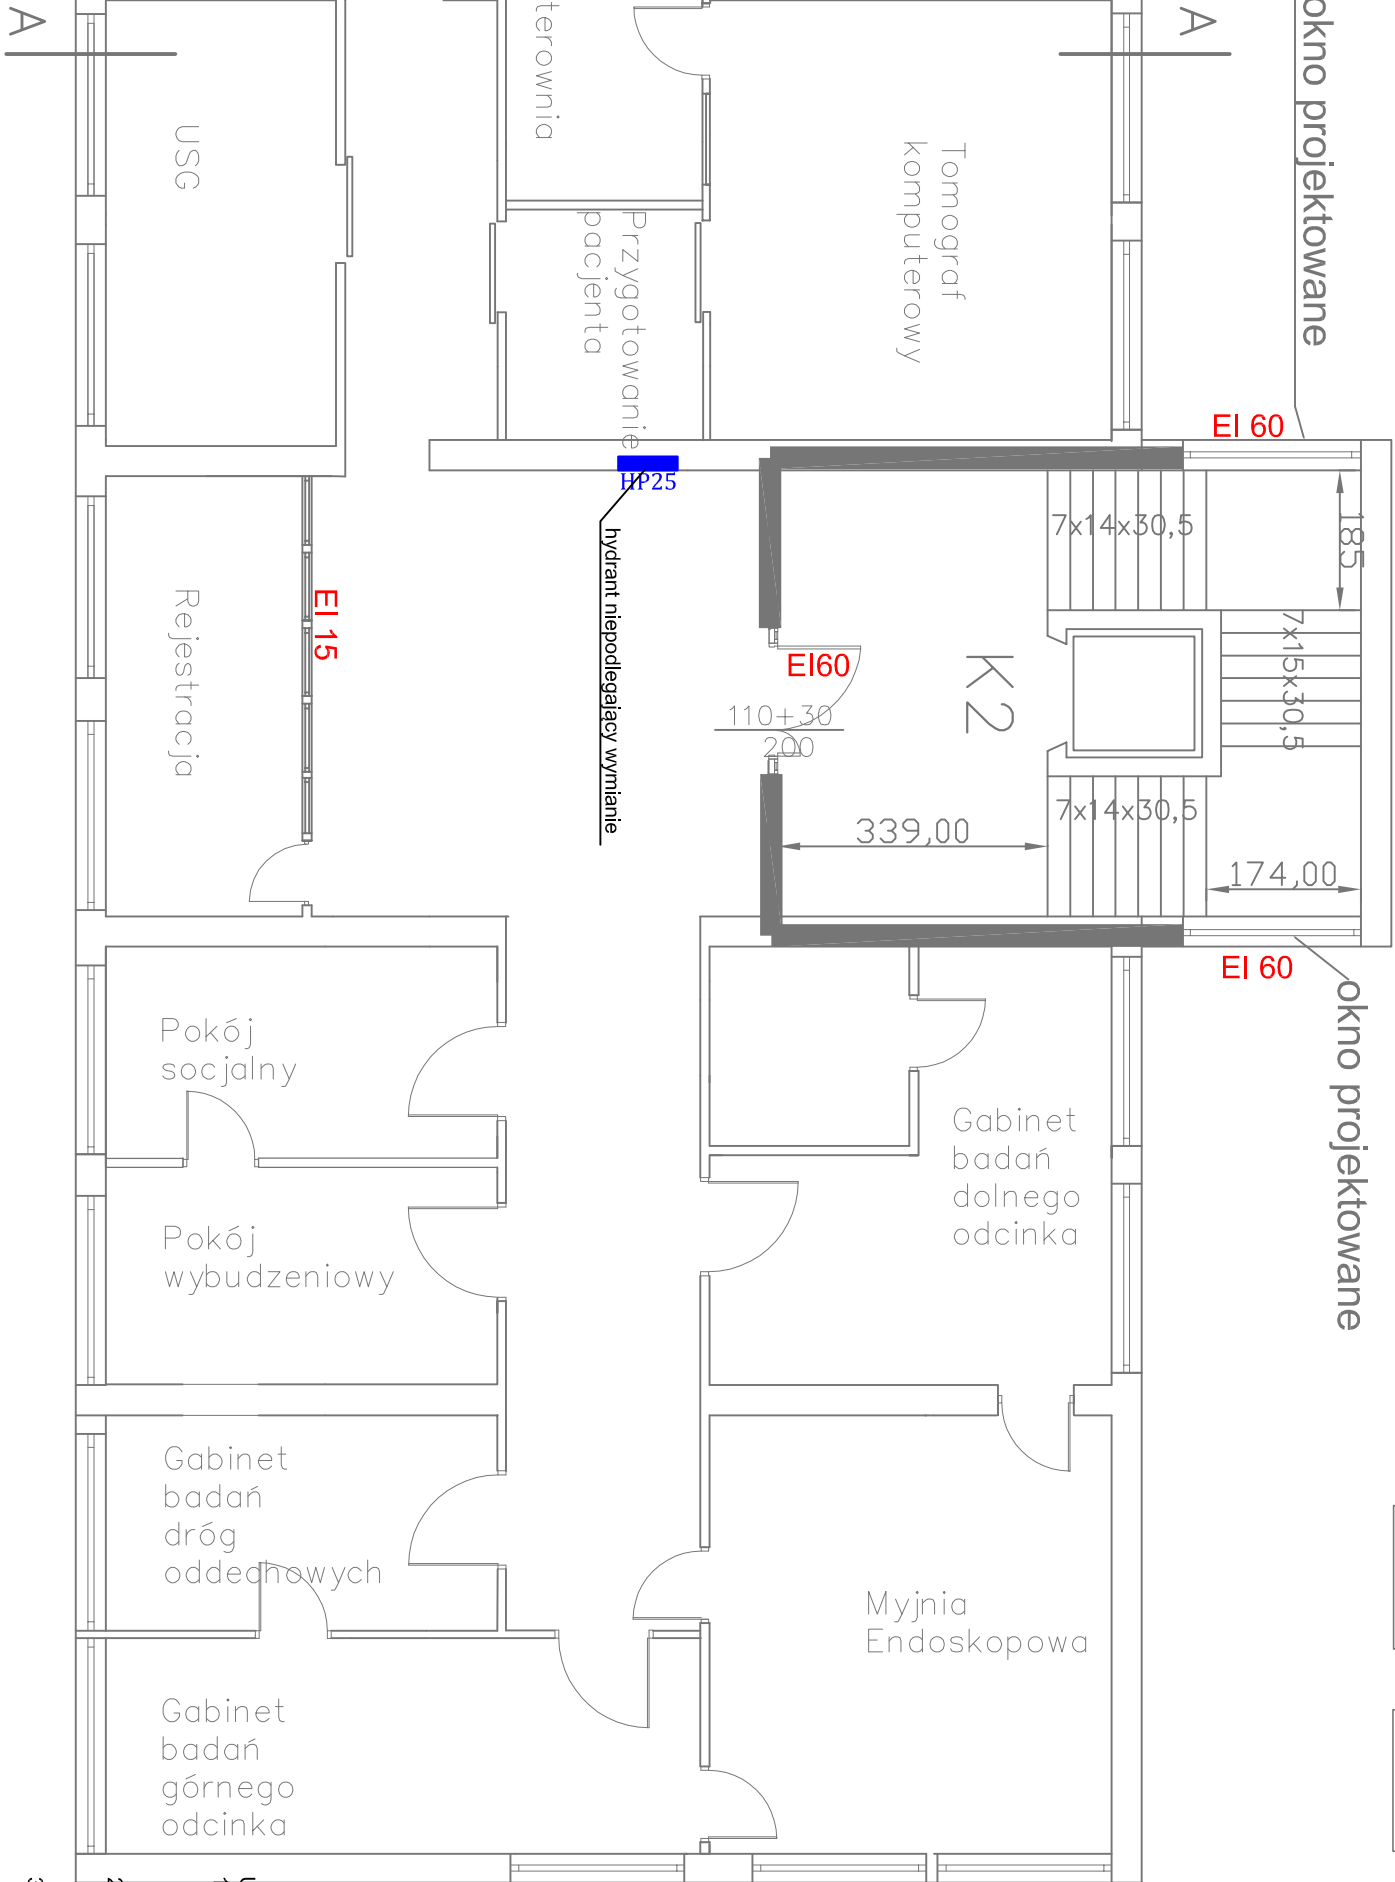 A
A
okno projektowane
USG
Tomograf
komputerowy
Przygotowanie
pacjenta
EI 60
HP25
hydrant niepodlegający wymianie
7x14x30,5
185
Rejestracja
EI 15
EI60
110+30
200
K2
7x15x30,5
7x14x30,5
339,00
174,00
EI 60
okno projektowane
Pokój
socjalny
Pokój
wybudzeniowy
Gabinet
badań
dolnego
odcinka
Gabinet
badań
dróg
oddechowych
Myjnia
Endoskopowa
Gabinet
badań
górnego
odcinka